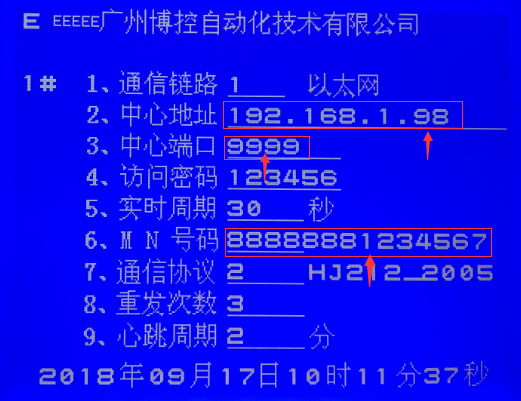 E EEEEE广州博控自动化技术有限公司
1# 1、通信链路 1 以太网
2、中心地址 192.168.1.98
3、中心端口 9999
4、访问密码 123456
5、实时周期 30 秒
6、MN号码 88888881234567
7、通信协议 2 HJ212_2005
8、重发次数 3
9、心跳周期 2 分
2018年09月17日10时11分37秒